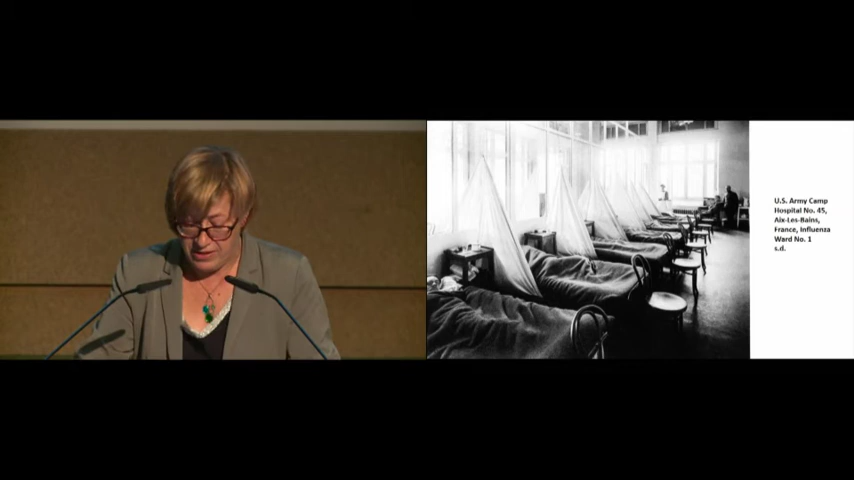 U.S. Army Camp
Hospital No. 45,
Aix-Les-Bains,
France, Influenza
Ward No. 1
s.d.